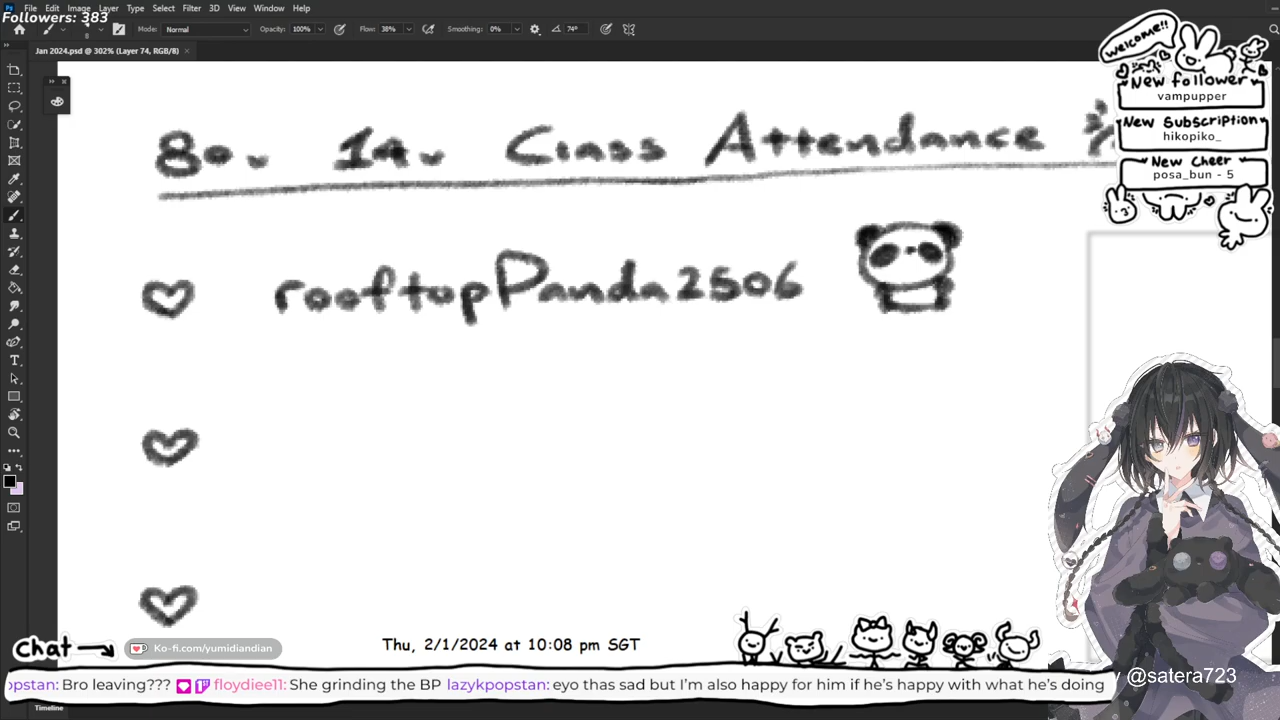 File Edit Image Layer Type Select Filter 3D View Window Help
Followers: 383
Mode: Normal Opacity: 100% Flow: 38% Smoothing: 0% 74°
Jan 2024.psd @ 302% (Layer 74, RGB/8)
welcome!!
New follower
vampupper
New Subscription
hikopiko_
New Cheer
posa_bun - 5
Class Attendance
rooftopPanda2506
chat
Ko-fi.com/yumidiandian
Thu, 2/1/2024 at 10:08 pm SGT
opstan: Bro leaving??? floydiee11: She grinding the BP lazykpopstan: eyo thas sad but I'm also happy for him if he's happy with what he's doing
@satera723
Timeline